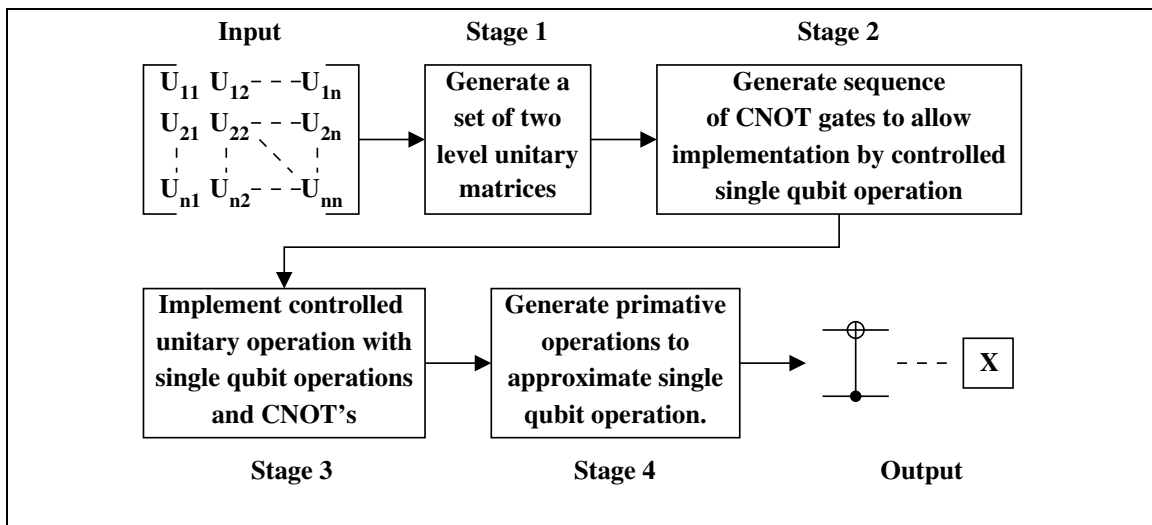 Input
Stage 1
Stage 2
U11 U12 U1n
U21 U22 U2n
Un1 Un2 Unn
Generate a
set of two
level unitary
matrices
Generate sequence
of CNOT gates to allow
implementation by controlled
single qubit operation
Implement controlled
unitary operation with
single qubit operations
and CNOT's
Generate primative
operations to
approximate single
qubit operation.
X
Stage 3
Stage 4
Output